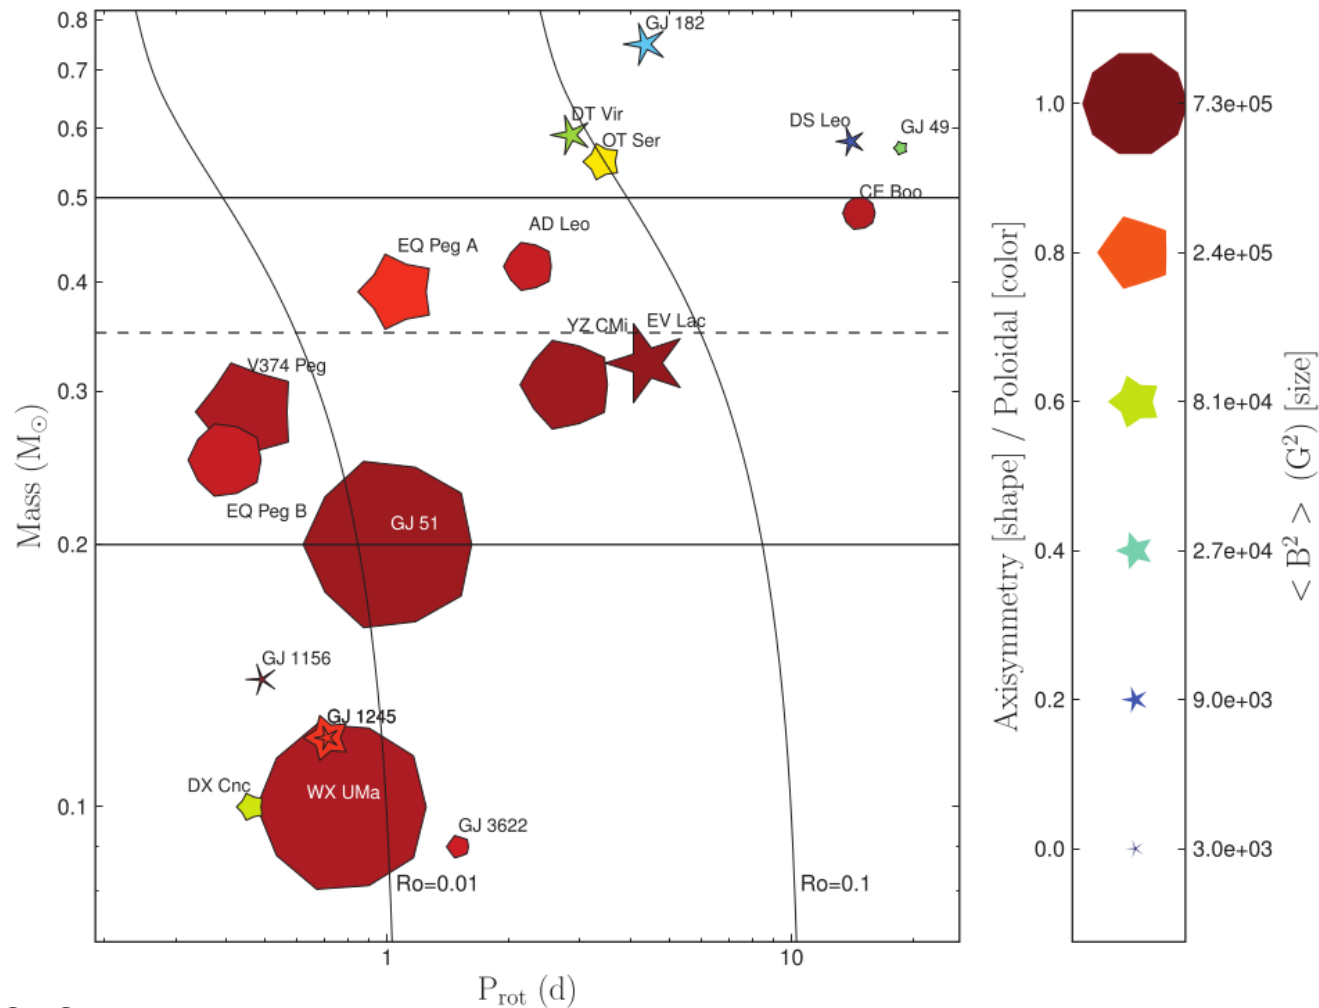 0.8
0.7
0.6
0.5
0.4
0.3
0.2
0.1
Mass (M☉)
1
10
P_rot (d)
GJ 182
DT Vir
OT Ser
DS Leo
GJ 49
CE Boo
AD Leo
EQ Peg A
YZ CMi
EV Lac
V374 Peg
EQ Peg B
GJ 51
GJ 1156
GJ 1245
DX Cnc
WX UMa
GJ 3622
Ro=0.01
Ro=0.1
Axisymmetry [shape] / Poloidal [color]
1.0
0.8
0.6
0.4
0.2
0.0
7.3e+05
2.4e+05
8.1e+04
2.7e+04
9.0e+03
3.0e+03
< B² > (G²) [size]